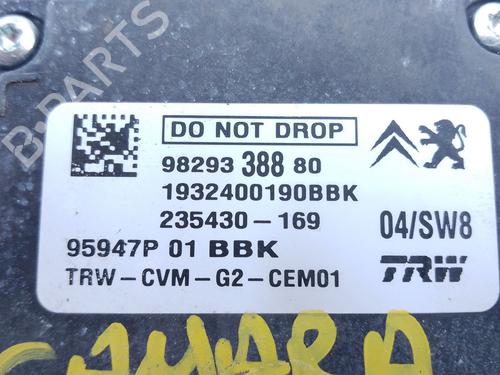 B-PARTS
DO NOT DROP
98293 388 80
1932400190BBK
235430-169
04/SW8
95947P 01 BBK
TRW
TRW-CVM-G2-CEM01
CAMARA